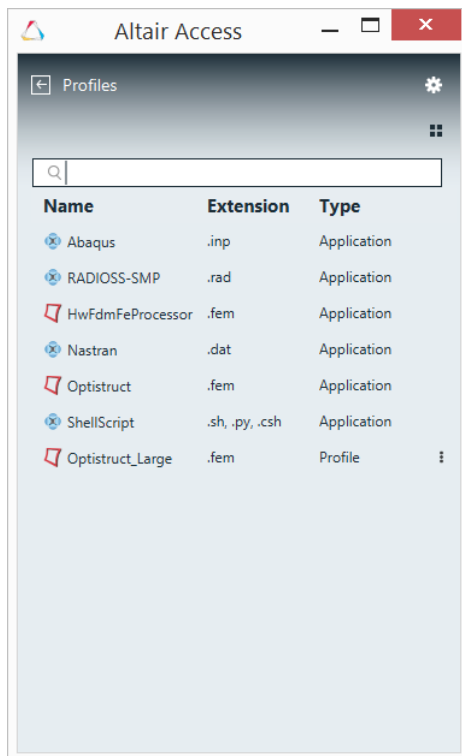 Altair Access
Profiles
Name Extension Type
Abaqus .inp Application
RADIOSS-SMP .rad Application
HwFdmFeProcessor .fem Application
Nastran .dat Application
Optistruct .fem Application
ShellScript .sh, .py, .csh Application
Optistruct_Large .fem Profile